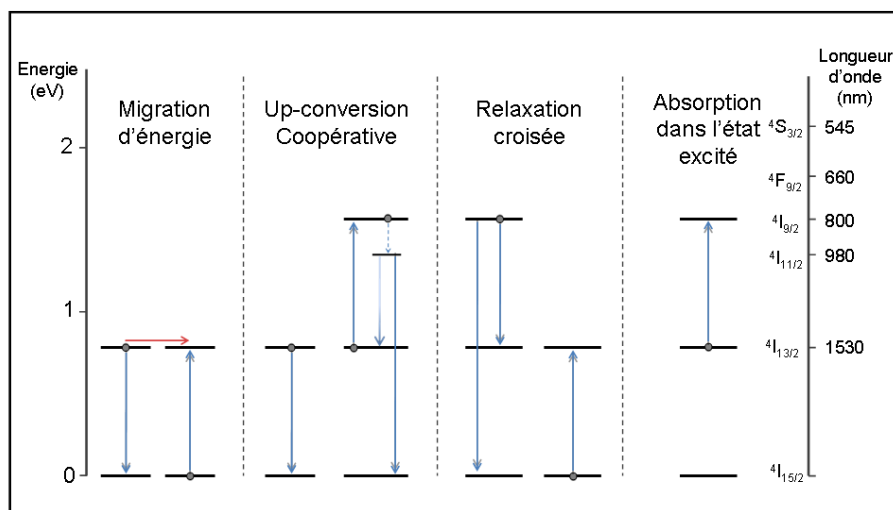 Energie
(eV)
2
1
0
Migration
d'énergie
Up-conversion
Coopérative
Relaxation
croisée
Absorption
dans l'état
excité
Longueur
d'onde
(nm)
⁴S₃/₂ 545
⁴F₉/₂ 660
⁴I₉/₂ 800
⁴I₁₁/₂ 980
⁴I₁₃/₂ 1530
⁴I₁₅/₂